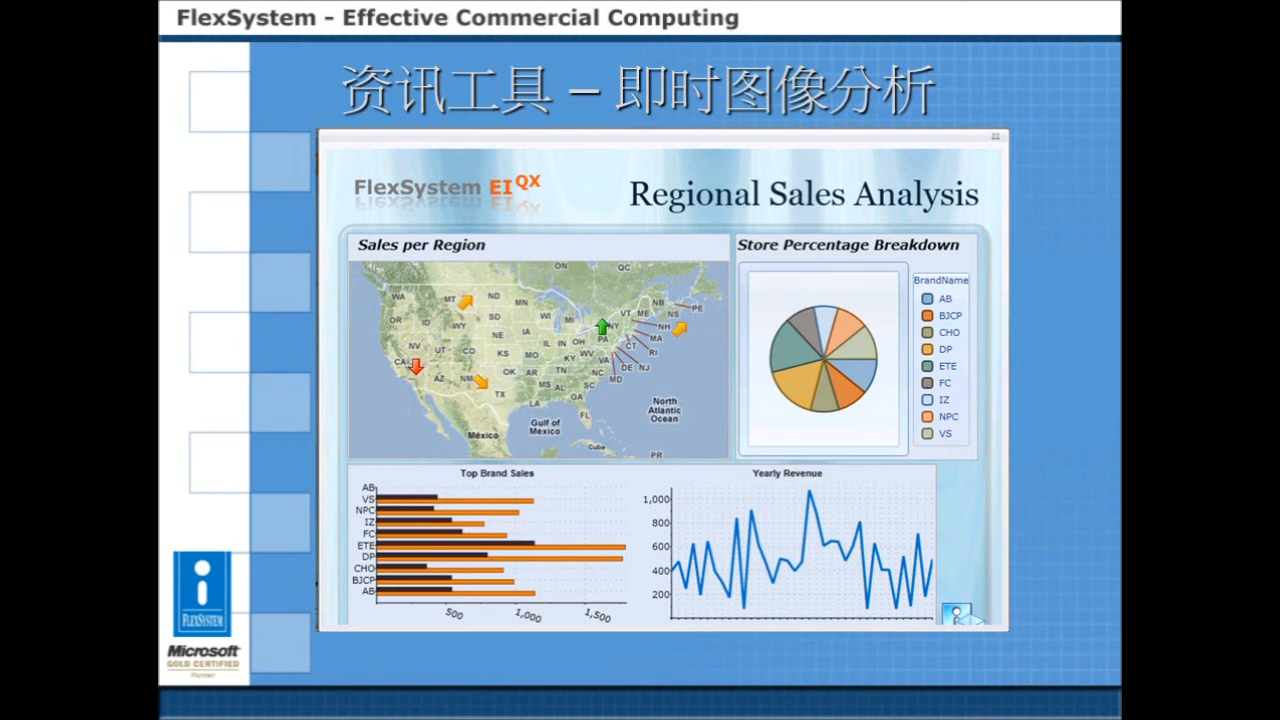 FlexSystem - Effective Commercial Computing
资讯工具 – 即时图像分析
FlexSystem EI QX
Regional Sales Analysis
Sales per Region
Store Percentage Breakdown
ON
QC
WA
MT
ND
MN
NB
PE
OR
ID
SD
WI
MI
VT
ME
NS
WY
IA
NY
NH
NV
UT
NE
IL
IN
OH
PA
MA
CA
CO
KS
MO
KY
WV
VA
CT
RI
AZ
NM
OK
AR
TN
NC
DE
NJ
TX
MS
AL
SC
MD
LA
GA
FL
North
Atlantic
Ocean
Gulf of
Mexico
México
Cuba
PR
BrandName
AB
BJCP
CHO
DP
ETE
FC
IZ
NPC
VS
Top Brand Sales
AB
VS
NPC
IZ
FC
ETE
DP
CHO
BJCP
AB
500
1,000
1,500
Yearly Revenue
1,000
800
600
400
200
FLEXSYSTEM
Microsoft
GOLD CERTIFIED
Partner